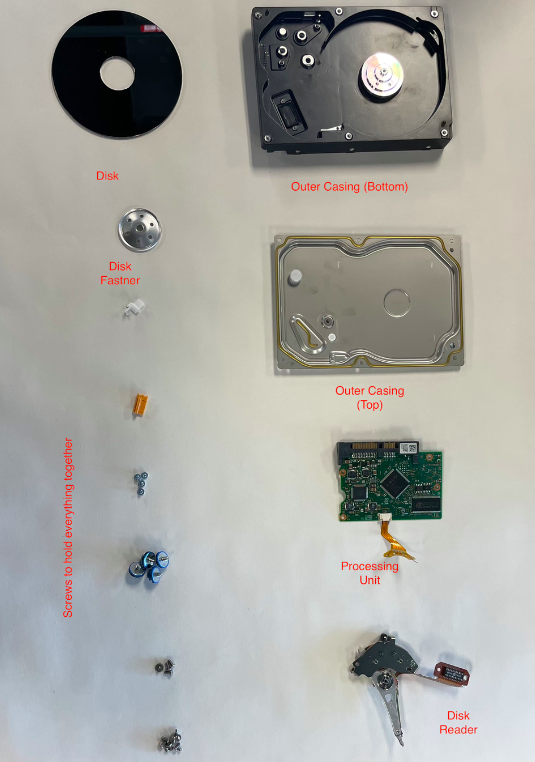 Disk
Outer Casing (Bottom)
Disk
Fastner
Outer Casing
(Top)
Screws to hold everything together
Processing
Unit
Disk
Reader